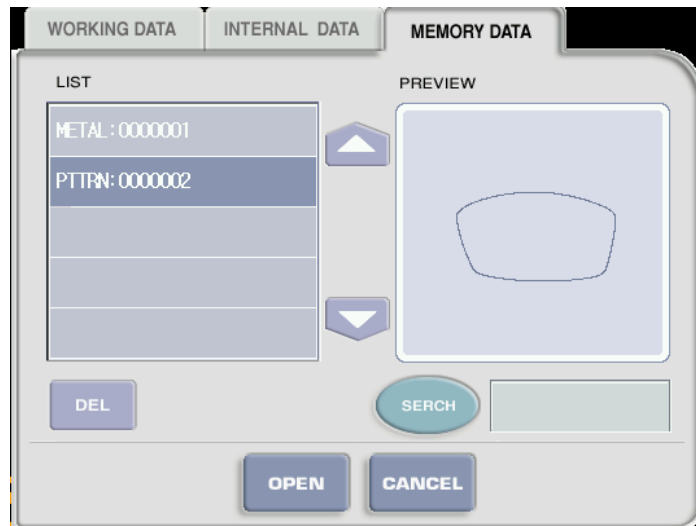 WORKING DATA
INTERNAL DATA
MEMORY DATA
LIST
PREVIEW
METAL:0000001
PTTRN:0000002
DEL
SERCH
OPEN
CANCEL